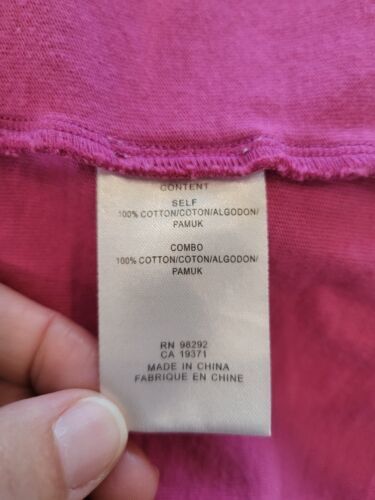 CONTENT
SELF
100% COTTON/COTON/ALGODON/
PAMUK
COMBO
100% COTTON/COTON/ALGODON/
PAMUK
RN 98292
CA 19371
MADE IN CHINA
FABRIQUE EN CHINE